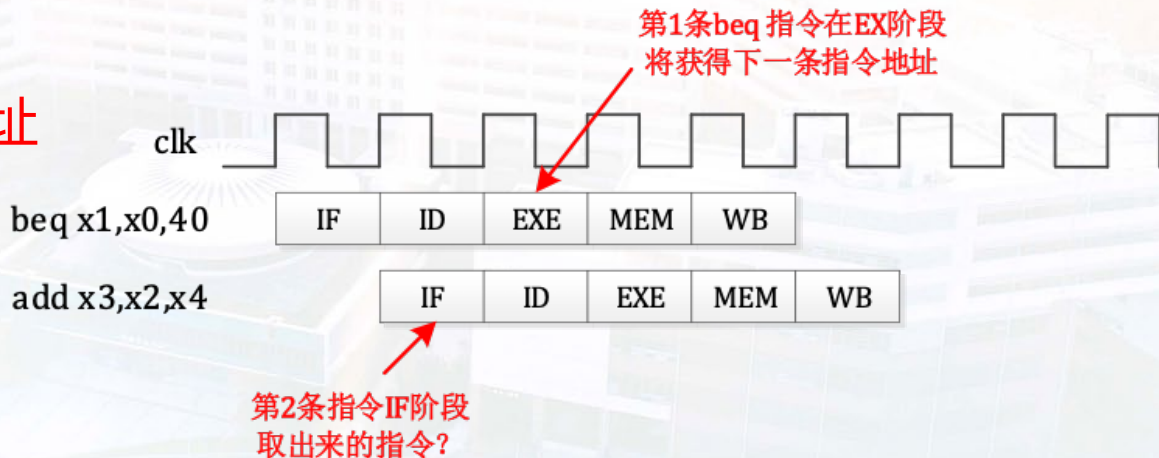 第1条beq 指令在EX阶段
将获得下一条指令地址
址
clk
beq x1,x0,40
IF ID EXE MEM WB
add x3,x2,x4
IF ID EXE MEM WB
第2条指令IF阶段
取出来的指令?